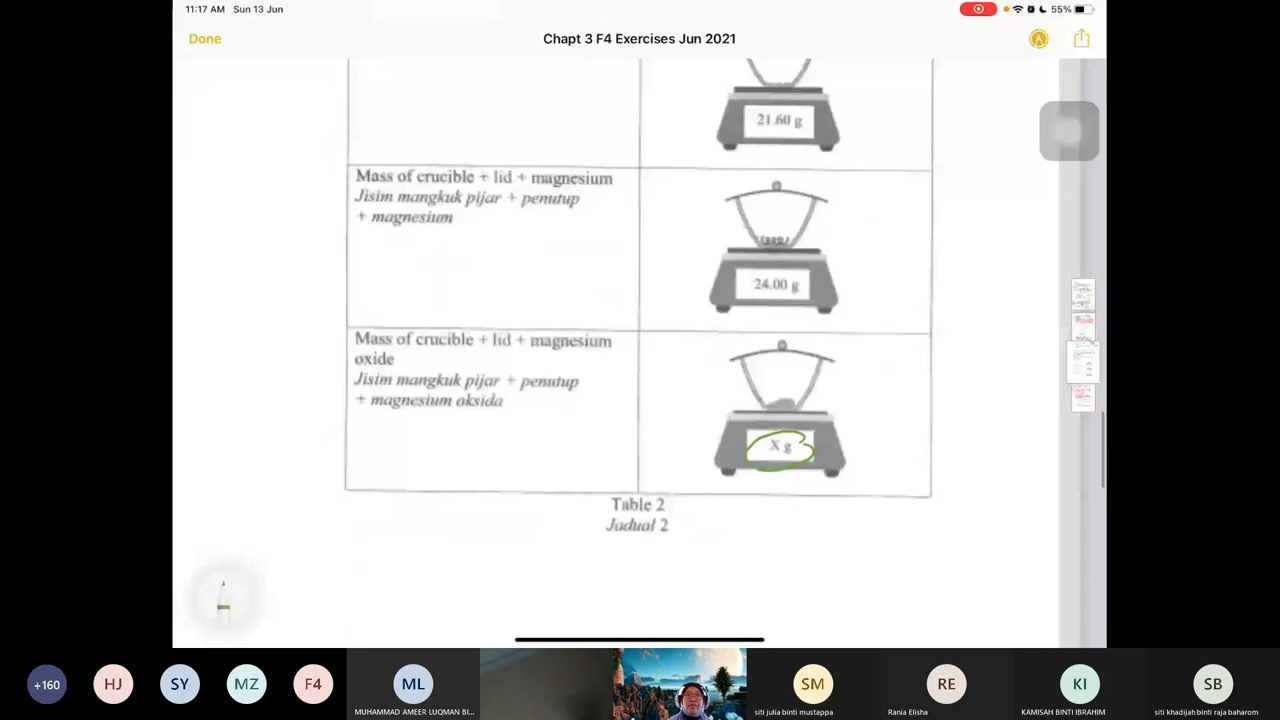 11:17 AM Sun 13 Jun
55%
Done
Chapt 3 F4 Exercises Jun 2021
21.60 g
Mass of crucible + lid + magnesium
Jisim mangkuk pijar + penutup
+ magnesium
24.00 g
Mass of crucible + lid + magnesium
oxide
Jisim mangkuk pijar + penutup
+ magnesium oksida
X g
Table 2
Jadual 2
+160
HJ
SY
MZ
F4
ML
SM
RE
KI
SB
MUHAMMAD AMEER LUQMAN BI...
siti julia binti mustappa
Rania Elisha
KAMISAH BINTI IBRAHIM
siti khadijah binti raja baharom